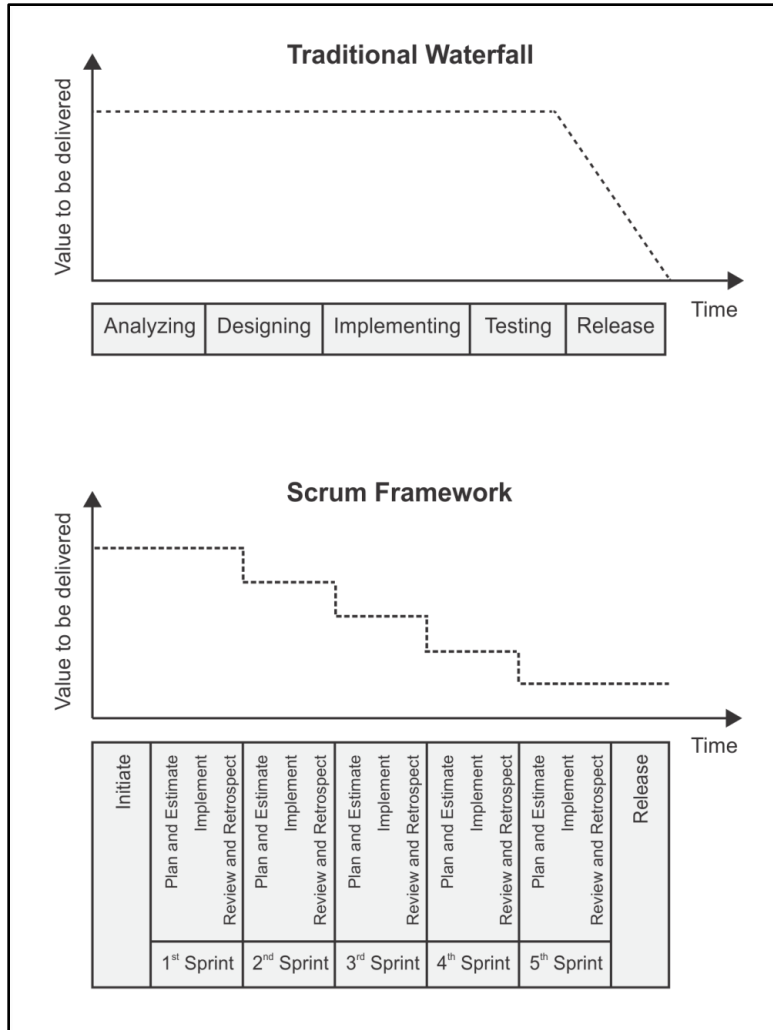 Traditional Waterfall
Value to be delivered
Time
Analyzing
Designing
Implementing
Testing
Release
Scrum Framework
Value to be delivered
Time
Initiate
Plan and Estimate
Implement
Review and Retrospect
Plan and Estimate
Implement
Review and Retrospect
Plan and Estimate
Implement
Review and Retrospect
Plan and Estimate
Implement
Review and Retrospect
Plan and Estimate
Implement
Review and Retrospect
Release
1st Sprint
2nd Sprint
3rd Sprint
4th Sprint
5th Sprint